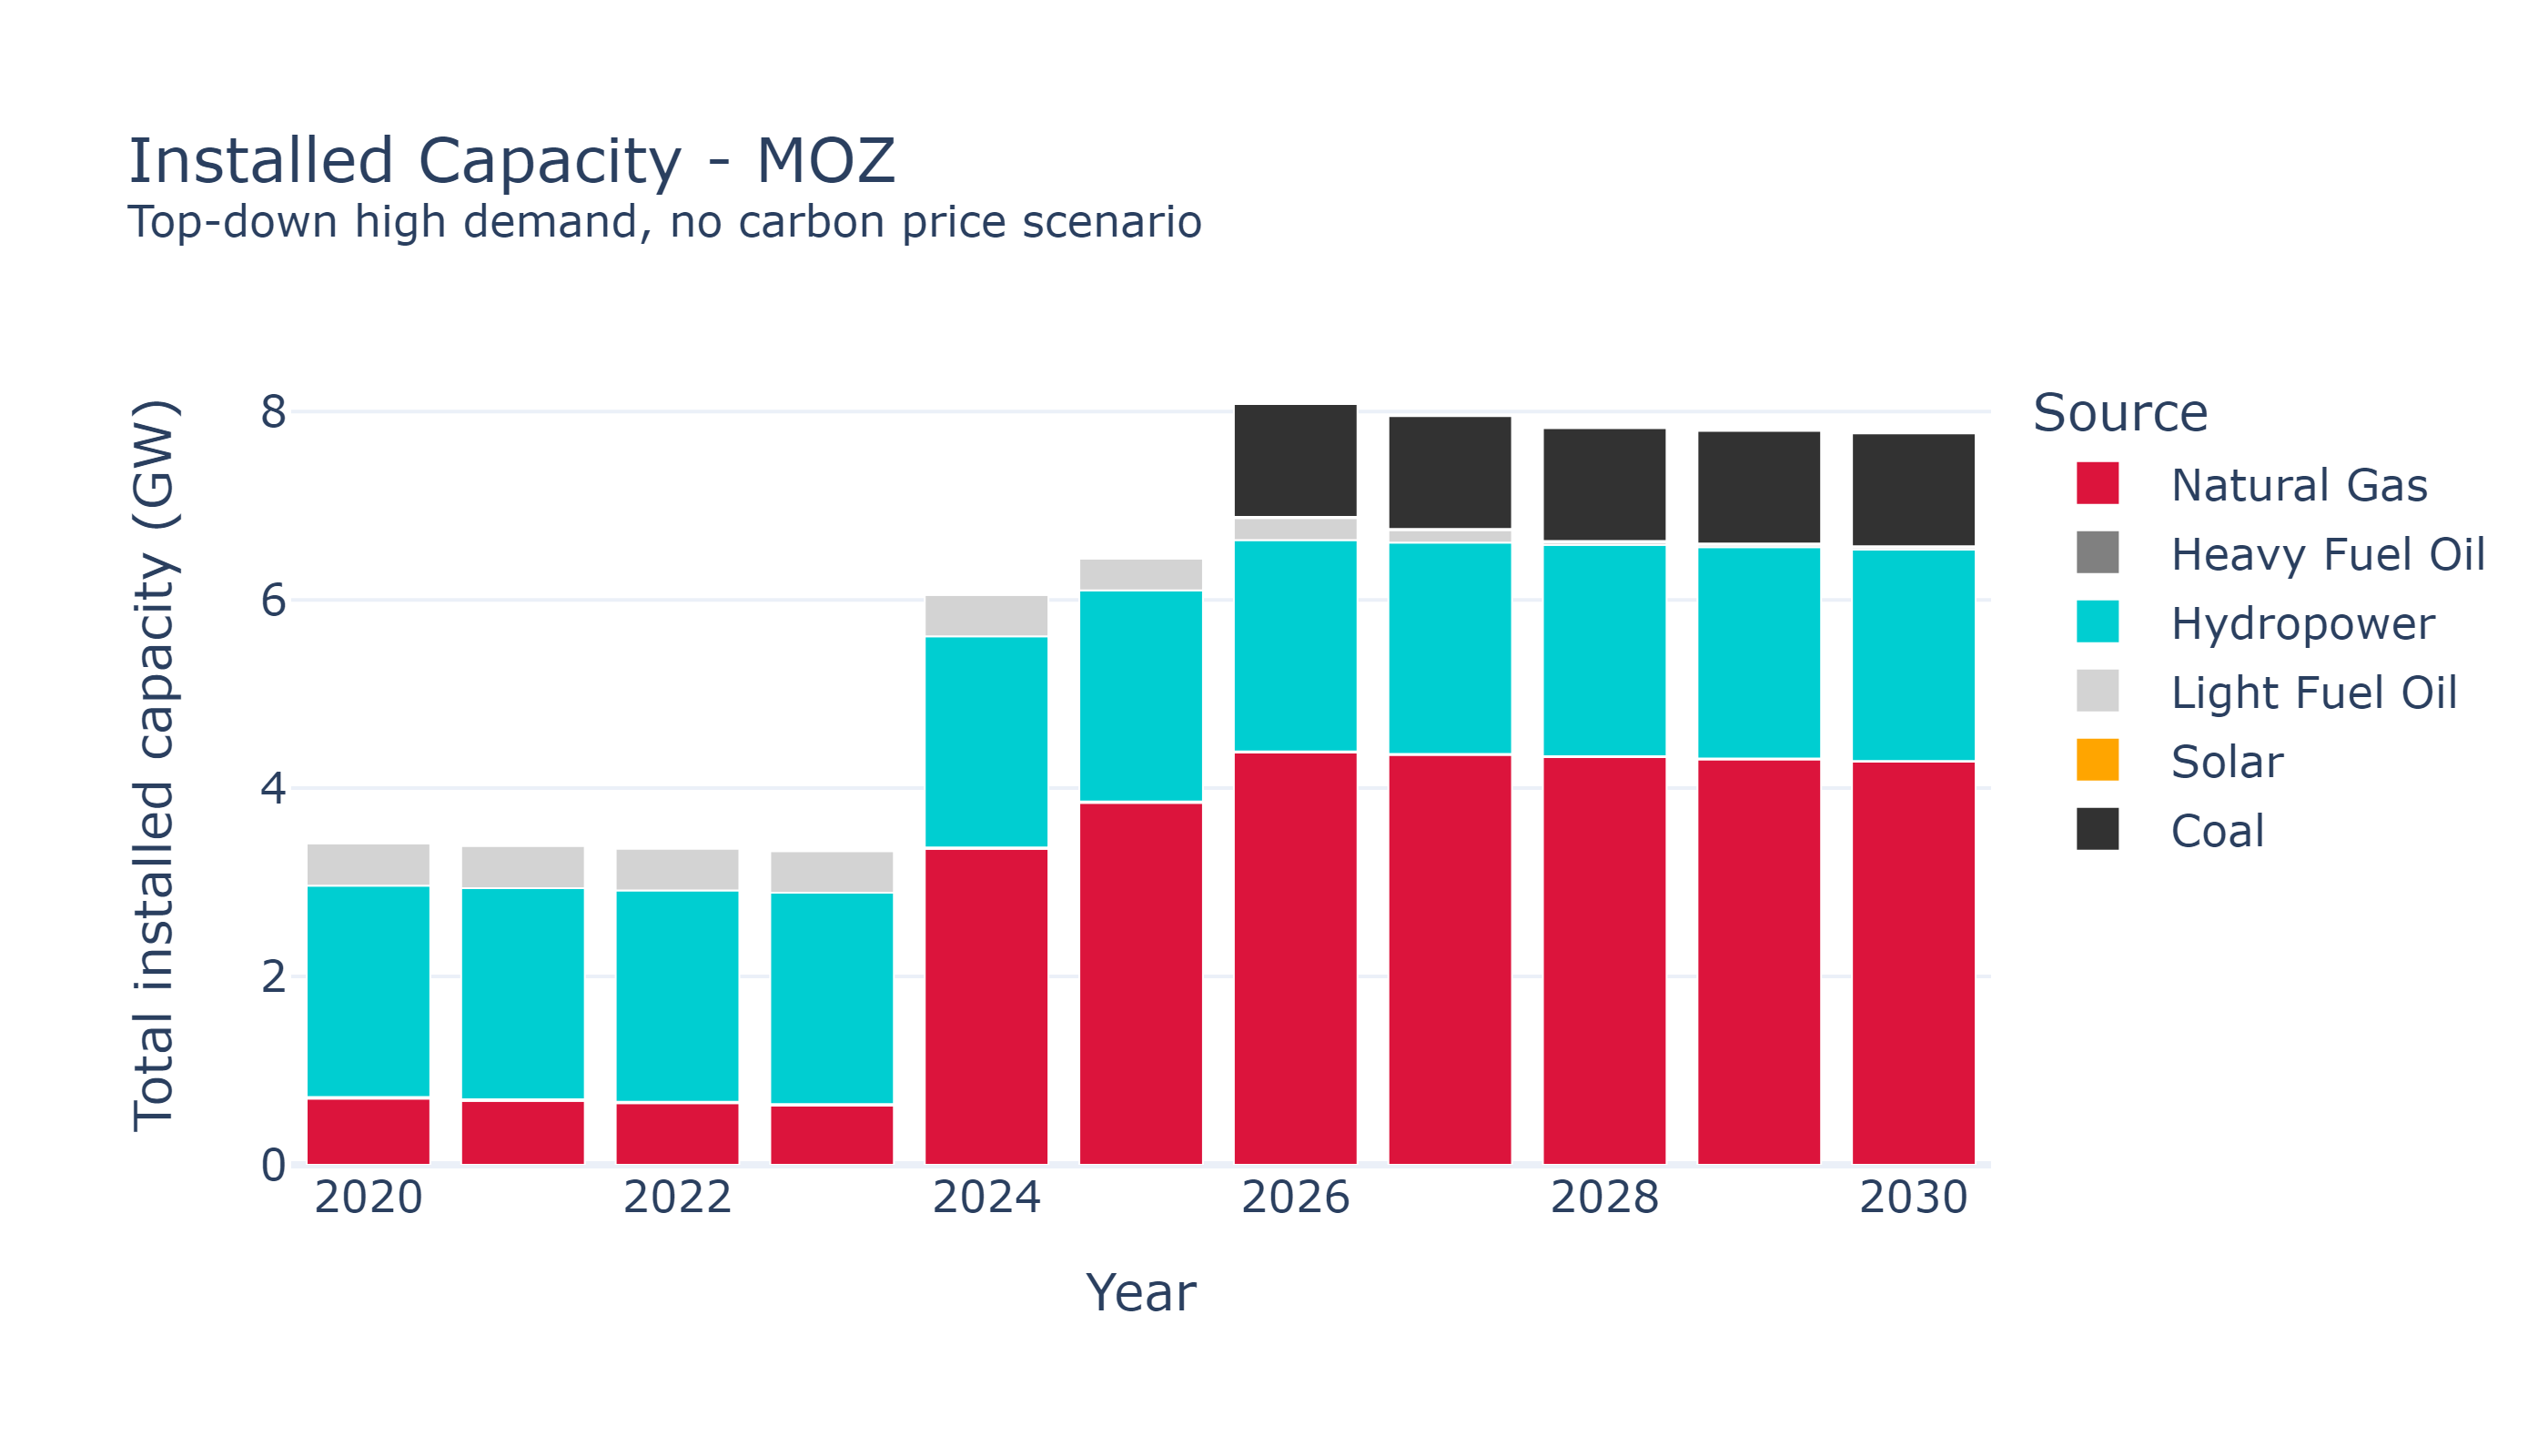 Installed Capacity - MOZ
Top-down high demand, no carbon price scenario
Total installed capacity (GW)
8
6
4
2
0
2020 2022 2024 2026 2028 2030
Year
Source
Natural Gas
Heavy Fuel Oil
Hydropower
Light Fuel Oil
Solar
Coal